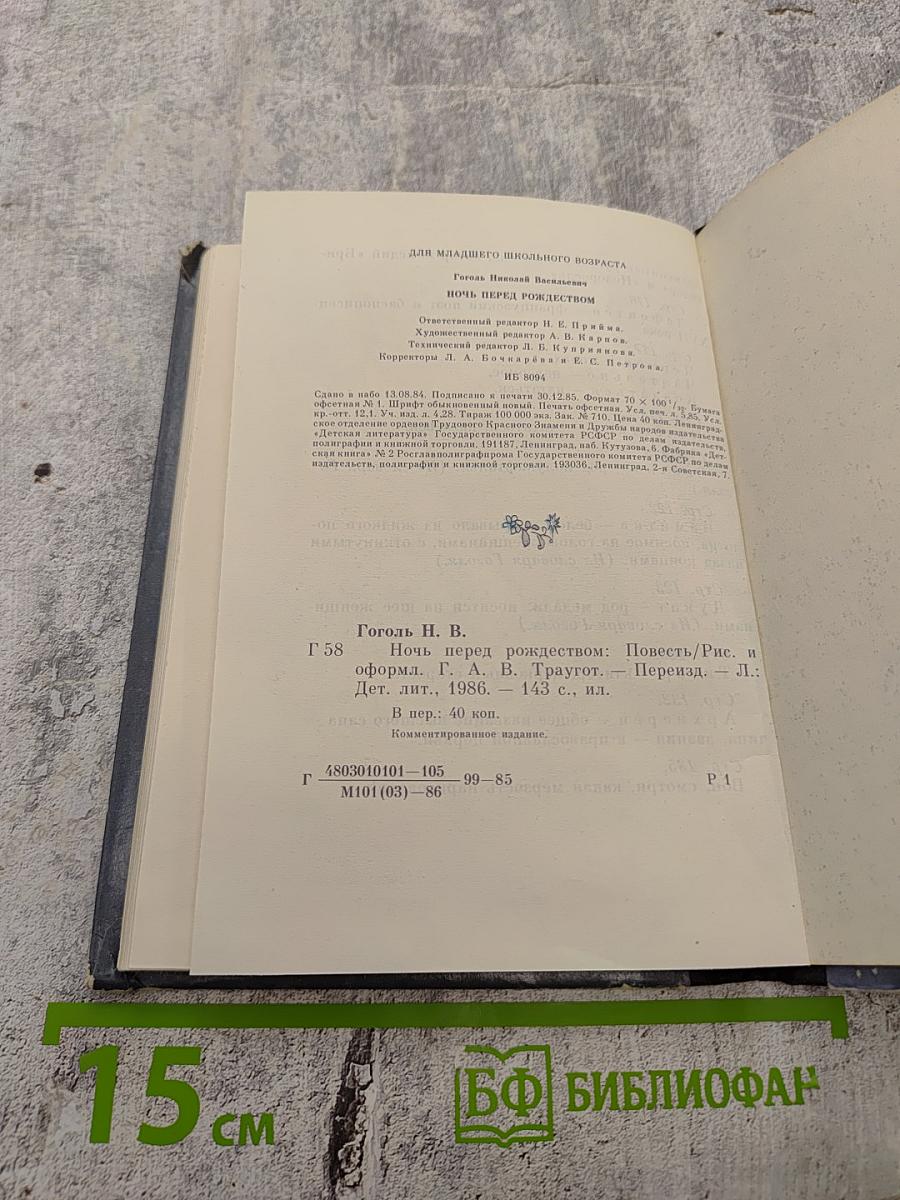 ДЛЯ МЛАДШЕГО ШКОЛЬНОГО ВОЗРАСТА
Гоголь Николай Васильевич
НОЧЬ ПЕРЕД РОЖДЕСТВОМ
Ответственный редактор Н. Е. Прийма.
Художественный редактор А. В. Карпов.
Технический редактор Л. Б. Куприянова.
Корректоры Л. А. Бочкарёва и Е. С. Петрова.
ИБ 8094
Сдано в набо 13.08.84. Подписано к печати 30.12.85. Формат 70 × 100 1/32. Бумага
офсетная № 1. Шрифт обыкновенный новый. Печать офсетная. Усл. печ. л. 5,85. Усл.
кр.-отт. 12,1. Уч. изд. л. 4,28. Тираж 100 000 экз. Зак. № 710. Цена 40 коп. Ленинград-
ское отделение орденов Трудового Красного Знамени и Дружбы народов издательства
«Детская литература» Государственного комитета РСФСР по делам издательств,
полиграфии и книжной торговли. 191187, Ленинград, наб. Кутузова, 6. Фабрика «Дет-
ская книга» № 2 Росглавполиграфпрома Государственного комитета РСФСР по делам
издательств, полиграфии и книжной торговли. 193036, Ленинград, 2-я Советская, 7.
Гоголь Н. В.
Г 58 Ночь перед рождеством: Повесть/Рис. и
оформл. Г. А. В. Траугот. — Переизд. — Л.:
Дет. лит., 1986. — 143 с., ил.
В пер.: 40 коп.
Комментированное издание.
Г 4803010101—105 99—85 Р 1
М101(03)—86
15 см
БФ БИБЛИОФАН